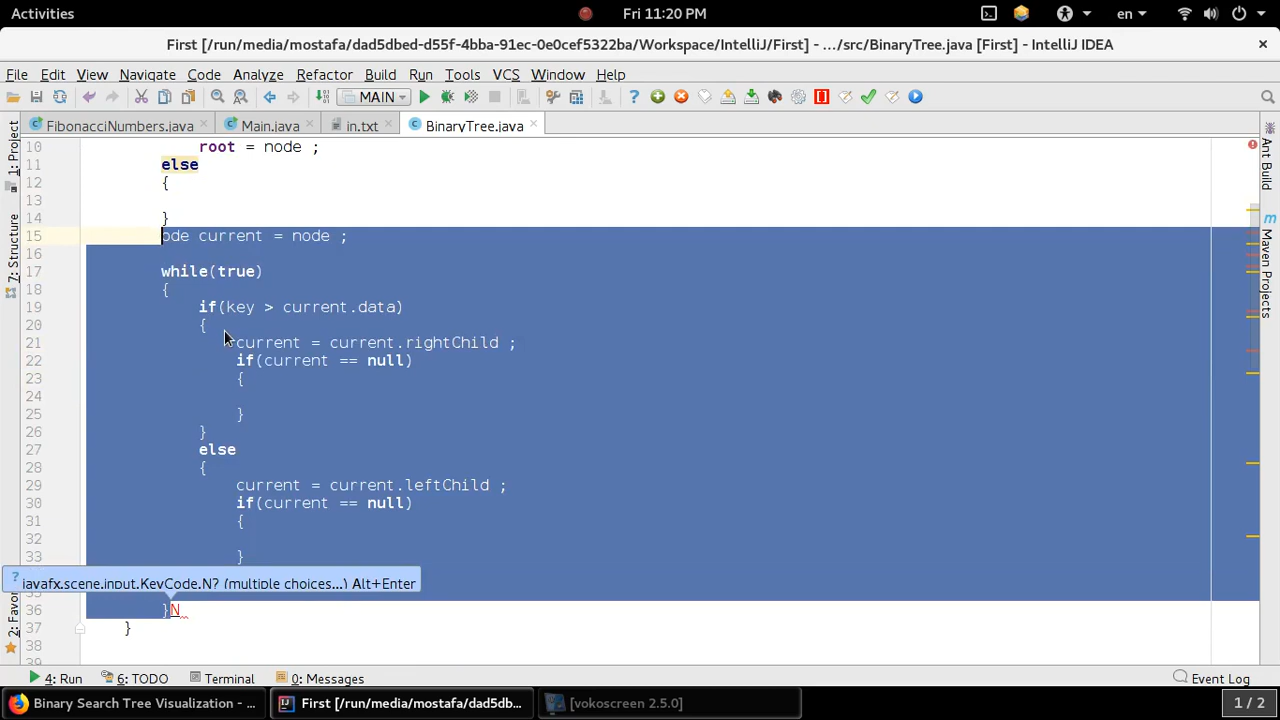 Activities
Fri 11:20 PM
en
First [/run/media/mostafa/dad5dbed-d55f-4bba-91ec-0e0cef5322ba/Workspace/IntelliJ/First] - .../src/BinaryTree.java [First] - IntelliJ IDEA
File Edit View Navigate Code Analyze Refactor Build Run Tools VCS Window Help
MAIN
FibonacciNumbers.java Main.java in.txt BinaryTree.java
1: Project
7: Structure
2: Favor
Ant Build
Maven Projects
10 root = node ;
11 else
12 {
13
14 }
15 ode current = node ;
16
17 while(true)
18 {
19 if(key > current.data)
20 {
21 current = current.rightChild ;
22 if(current == null)
23 {
24
25 }
26 }
27 else
28 {
29 current = current.leftChild ;
30 if(current == null)
31 {
32
33 }
? javafx.scene.input.KeyCode.N? (multiple choices...) Alt+Enter
36 }N
37 }
38
39
4: Run 6: TODO Terminal 0: Messages Event Log
Binary Search Tree Visualization - ... First [/run/media/mostafa/dad5db... [vokoscreen 2.5.0] 1 / 2